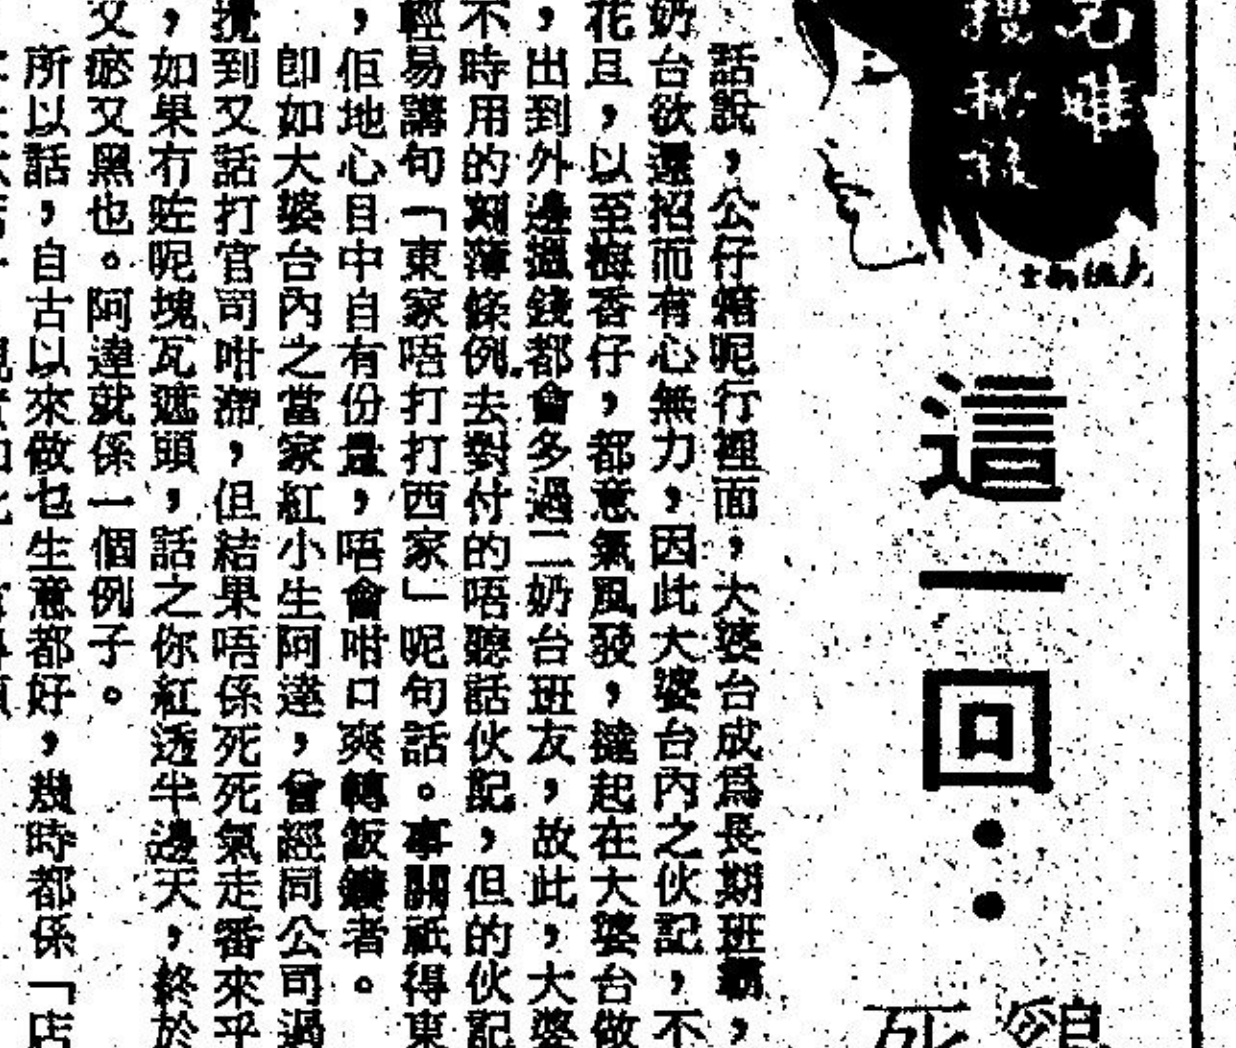 這一回：
話說，公仔箱呢行裡面，大婆台成爲長期班霸，
奶台欲還招而有心無力，因此大婆台內之伙記，不
花旦，以至梅香仔，都意氣風發，撻起在大婆台做
，出到外邊搵錢都會多過二奶台班友，故此，大婆
不時用的刻薄條例去對付的唔聽話伙記，但的伙記
輕易講句「東家唔打打西家」呢句話。事關祇得東
，佢地心目中自有份量，唔會咁口爽轉飯鑊者。
卽如大婆台內之當家紅小生阿達，曾經同公司過
攪到又話打官司咁滯，但結果唔係死死氣走番來乎
，如果冇咗呢塊瓦遮頭，話之你紅透半邊天，終於
又瘀又黑也。阿達就係一個例子。
所以話，自古以來做乜生意都好，幾時都係「店